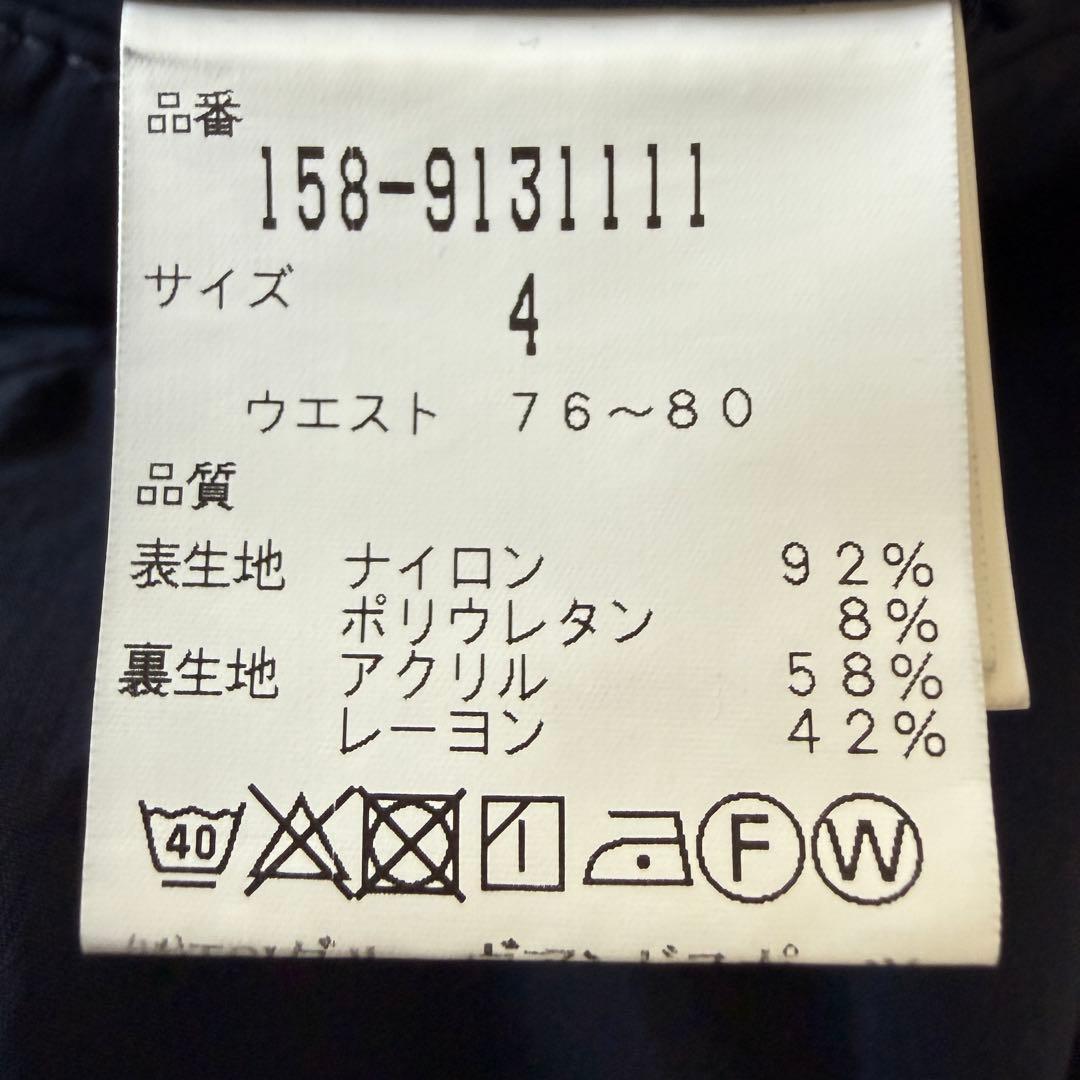 品番
158-9131111
サイズ 4
ウエスト 76～80
品質
表生地 ナイロン 92%
ポリウレタン 8%
裏生地 アクリル 58%
レーヨン 42%
40 F W